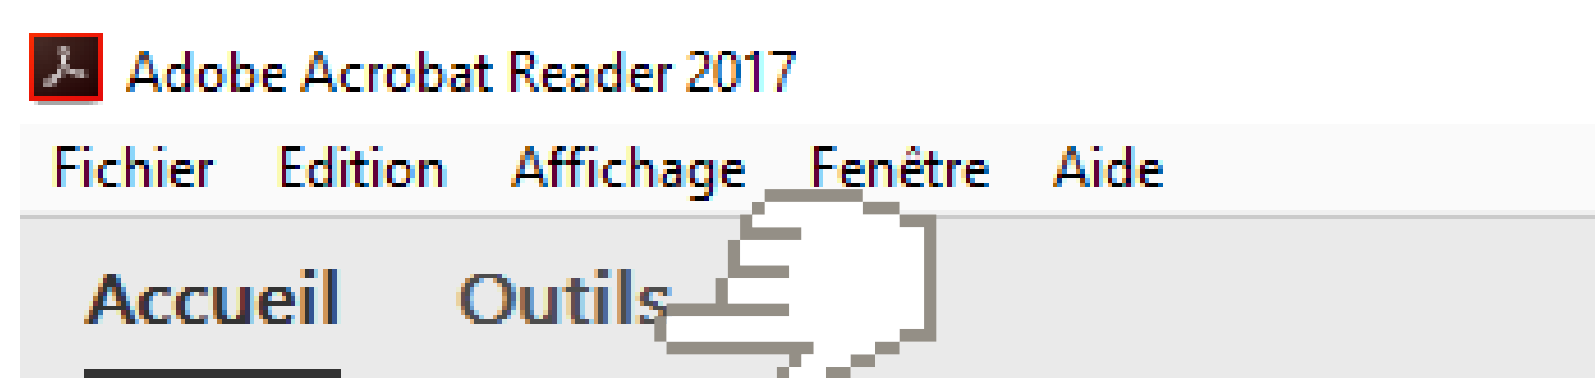 Adobe Acrobat Reader 2017
Fichier Edition Affichage Fenêtre Aide
Accueil Outils